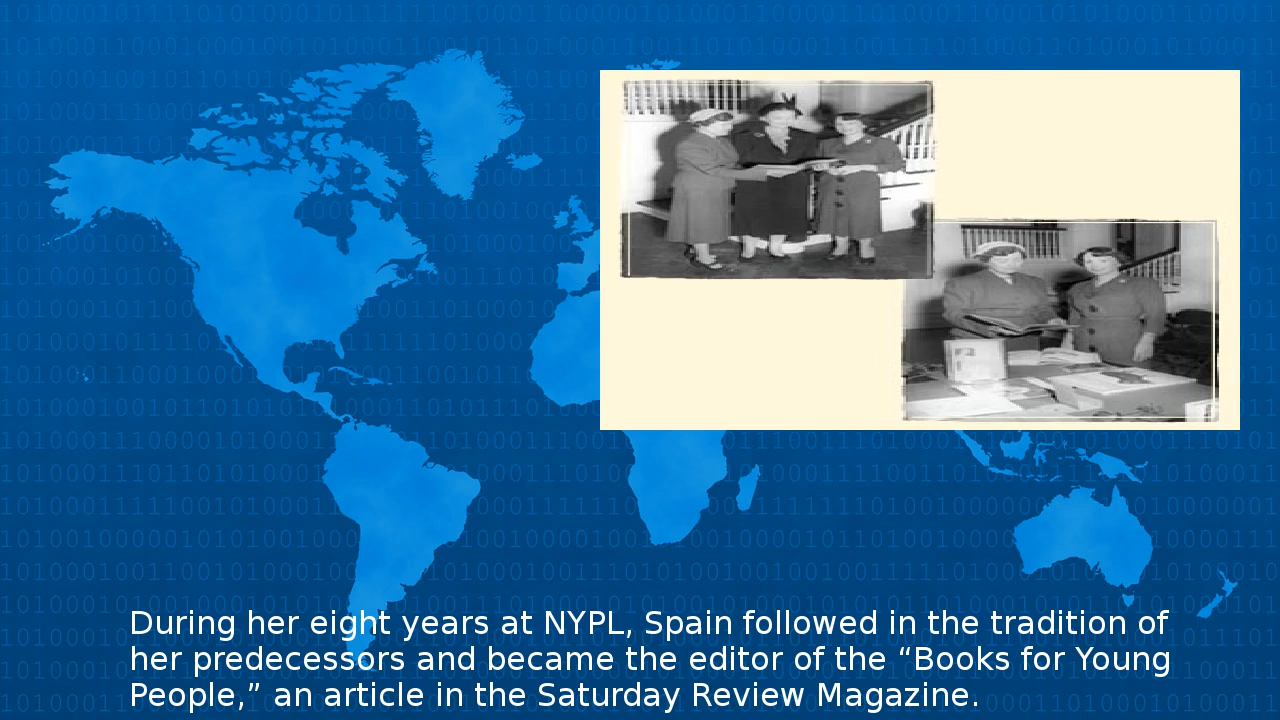 During her eight years at NYPL, Spain followed in the tradition of
her predecessors and became the editor of the “Books for Young
People,” an article in the Saturday Review Magazine.